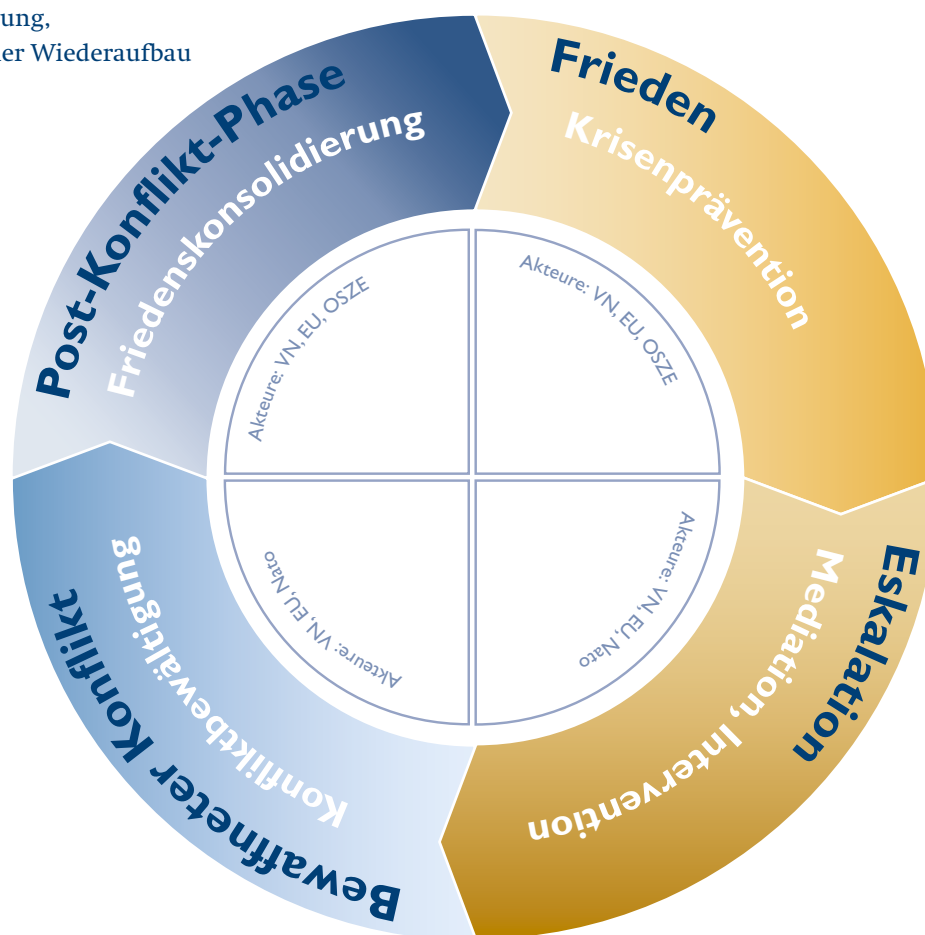 ung,
er Wiederaufbau
Post-Konflikt-Phase
Friedenskonsolidierung
Akteure: VN, EU, OSZE
Frieden
Krisenprävention
Akteure: VN, EU, OSZE
Eskalation
Mediation, Intervention
Akteure: VN, EU, Nato
Bewaffneter Konflikt
Konfliktbewältigung
Akteure: VN, EU, Nato